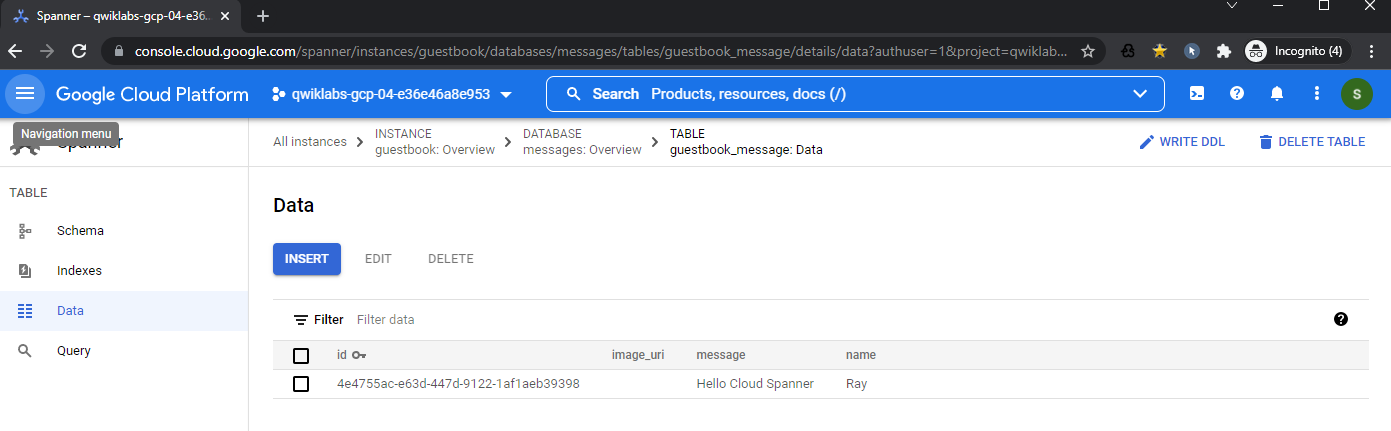 Spanner – qwiklabs-gcp-04-e36
console.cloud.google.com/spanner/instances/guestbook/databases/messages/tables/guestbook_message/details/data?authuser=1&project=qwiklab... Incognito (4)
Google Cloud Platform qwiklabs-gcp-04-e36e46a8e953 Search Products, resources, docs (/) S
Navigation menu
Spanner
All instances
INSTANCE
guestbook: Overview
DATABASE
messages: Overview
TABLE
guestbook_message: Data
WRITE DDL DELETE TABLE
TABLE
Schema
Indexes
Data
Query
Data
INSERT EDIT DELETE
Filter Filter data
id image_uri message name
4e4755ac-e63d-447d-9122-1af1aeb39398 Hello Cloud Spanner Ray